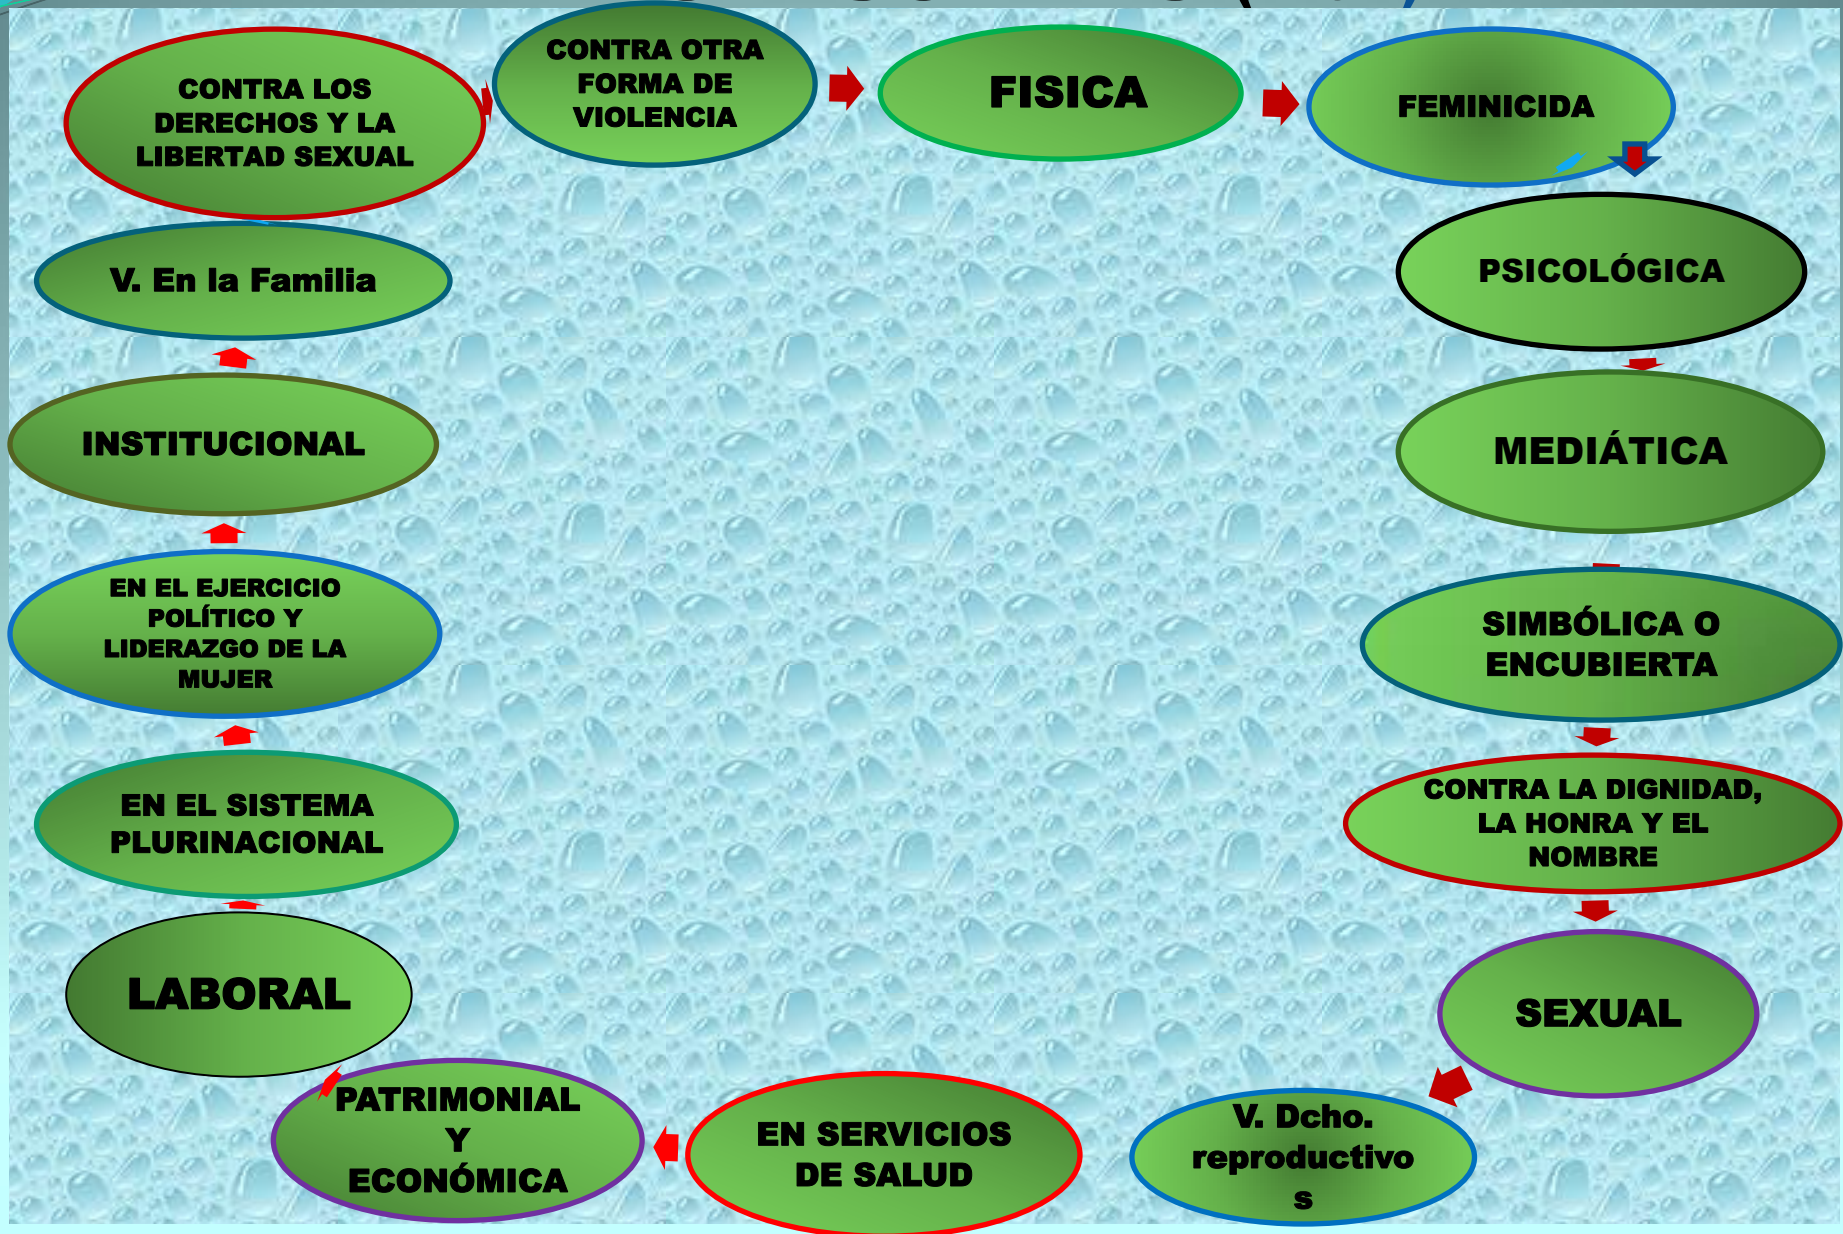 CONTRA LOS
DERECHOS Y LA
LIBERTAD SEXUAL
CONTRA OTRA
FORMA DE
VIOLENCIA
FISICA
FEMINICIDA
PSICOLÓGICA
MEDIÁTICA
SIMBÓLICA O
ENCUBIERTA
CONTRA LA DIGNIDAD,
LA HONRA Y EL
NOMBRE
SEXUAL
V. Dcho.
reproductivo
s
EN SERVICIOS
DE SALUD
PATRIMONIAL
Y
ECONÓMICA
LABORAL
EN EL SISTEMA
PLURINACIONAL
EN EL EJERCICIO
POLÍTICO Y
LIDERAZGO DE LA
MUJER
INSTITUCIONAL
V. En la Familia